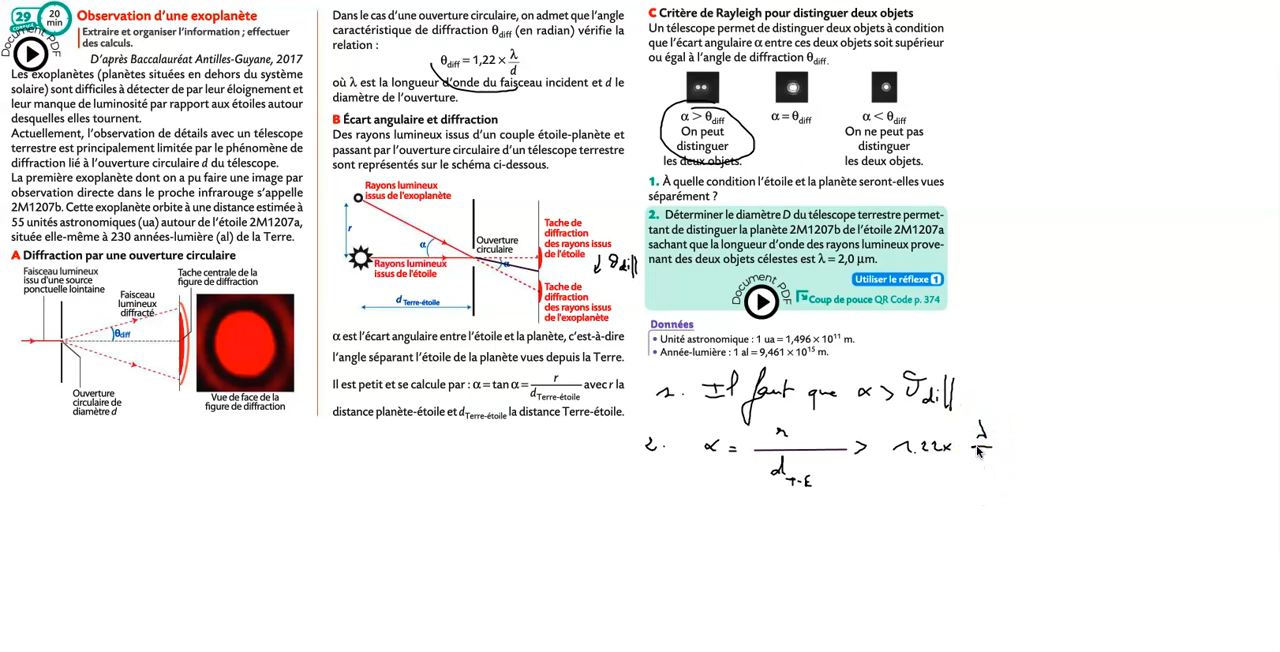 29
20
min
Observation d'une exoplanète
Extraire et organiser l'information ; effectuer
des calculs.
Document PDF
D'après Baccalauréat Antilles-Guyane, 2017
Les exoplanètes (planètes situées en dehors du système
solaire) sont difficiles à détecter de par leur éloignement et
leur manque de luminosité par rapport aux étoiles autour
desquelles elles tournent.
Actuellement, l'observation de détails avec un télescope
terrestre est principalement limitée par le phénomène de
diffraction lié à l'ouverture circulaire d du télescope.
La première exoplanète dont on a pu faire une image par
observation directe dans le proche infrarouge s'appelle
2M1207b. Cette exoplanète orbite à une distance estimée à
55 unités astronomiques (ua) autour de l'étoile 2M1207a,
située elle-même à 230 années-lumière (al) de la Terre.
A Diffraction par une ouverture circulaire
Faisceau lumineux
issu d'une source
ponctuelle lointaine
Faisceau
lumineux
diffracté
Tache centrale de la
figure de diffraction
θdiff
Ouverture
circulaire de
diamètre d
Vue de face de la
figure de diffraction
Dans le cas d'une ouverture circulaire, on admet que l'angle
caractéristique de diffraction θdiff (en radian) vérifie la
relation :
θdiff = 1,22 × λ/d
où λ est la longueur d'onde du faisceau incident et d le
diamètre de l'ouverture.
B Écart angulaire et diffraction
Des rayons lumineux issus d'un couple étoile-planète et
passant par l'ouverture circulaire d'un télescope terrestre
sont représentés sur le schéma ci-dessous.
Rayons lumineux
issus de l'exoplanète
r
α
Rayons lumineux
issus de l'étoile
Ouverture
circulaire
α
Tache de
diffraction
des rayons issus
de l'étoile
θdiff
Tache de
diffraction
des rayons issus
de l'exoplanète
d Terre-étoile
α est l'écart angulaire entre l'étoile et la planète, c'est-à-dire
l'angle séparant l'étoile de la planète vues depuis la Terre.
Il est petit et se calcule par : α = tan α = r/dTerre-étoile avec r la
distance planète-étoile et dTerre-étoile la distance Terre-étoile.
C Critère de Rayleigh pour distinguer deux objets
Un télescope permet de distinguer deux objets à condition
que l'écart angulaire α entre ces deux objets soit supérieur
ou égal à l'angle de diffraction θdiff.
α > θdiff
On peut
distinguer
les deux objets.
α = θdiff
α < θdiff
On ne peut pas
distinguer
les deux objets.
1. À quelle condition l'étoile et la planète seront-elles vues
séparément ?
2. Déterminer le diamètre D du télescope terrestre permet-
tant de distinguer la planète 2M1207b de l'étoile 2M1207a
sachant que la longueur d'onde des rayons lumineux prove-
nant des deux objets célestes est λ = 2,0 μm.
Utiliser le réflexe 1
Document PDF
Coup de pouce QR Code p. 374
Données
• Unité astronomique : 1 ua = 1,496 × 10¹¹ m.
• Année-lumière : 1 al = 9,461 × 10¹⁵ m.
1. Il faut que α > θdiff
2. α = r/dT-E > 1.22 × λ